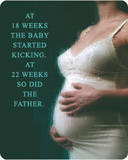 AT
18 WEEKS
THE BABY
STARTED
KICKING.
AT
22 WEEKS
SO DID
THE
FATHER.